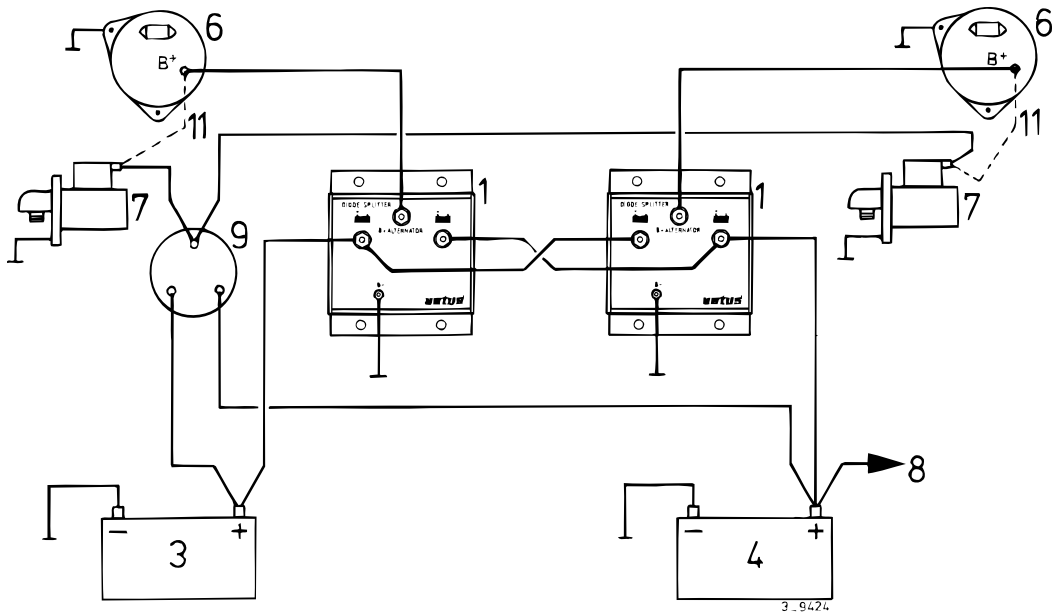 6
B+
11
7
9
1
DIODE SPLITTER
B+ ALTERNATOR
B-
vetus
1
DIODE SPLITTER
B+ ALTERNATOR
B-
vetus
6
B+
11
7
8
− +
3
− +
4
3_9424